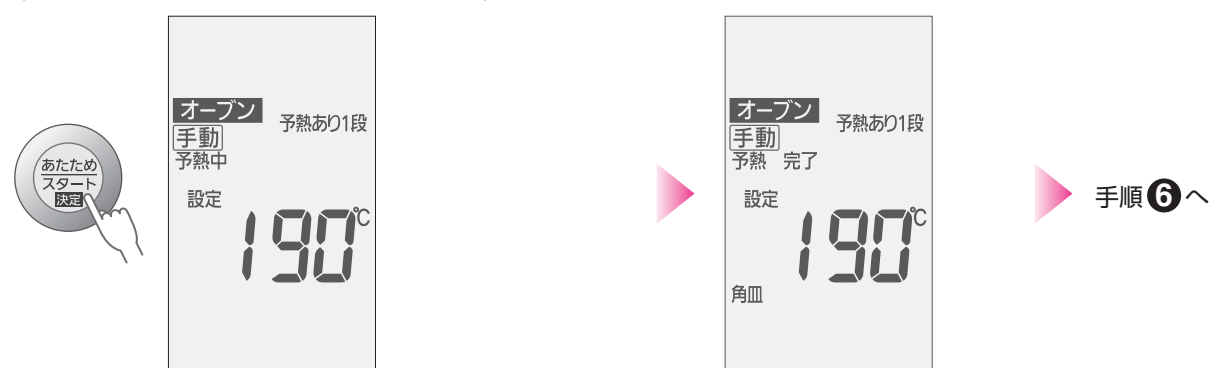 あたため
スタート
決定
オーブン
手動
予熱あり1段
予熱中
設定
190℃
オーブン
手動
予熱あり1段
予熱 完了
設定
190℃
角皿
手順6へ